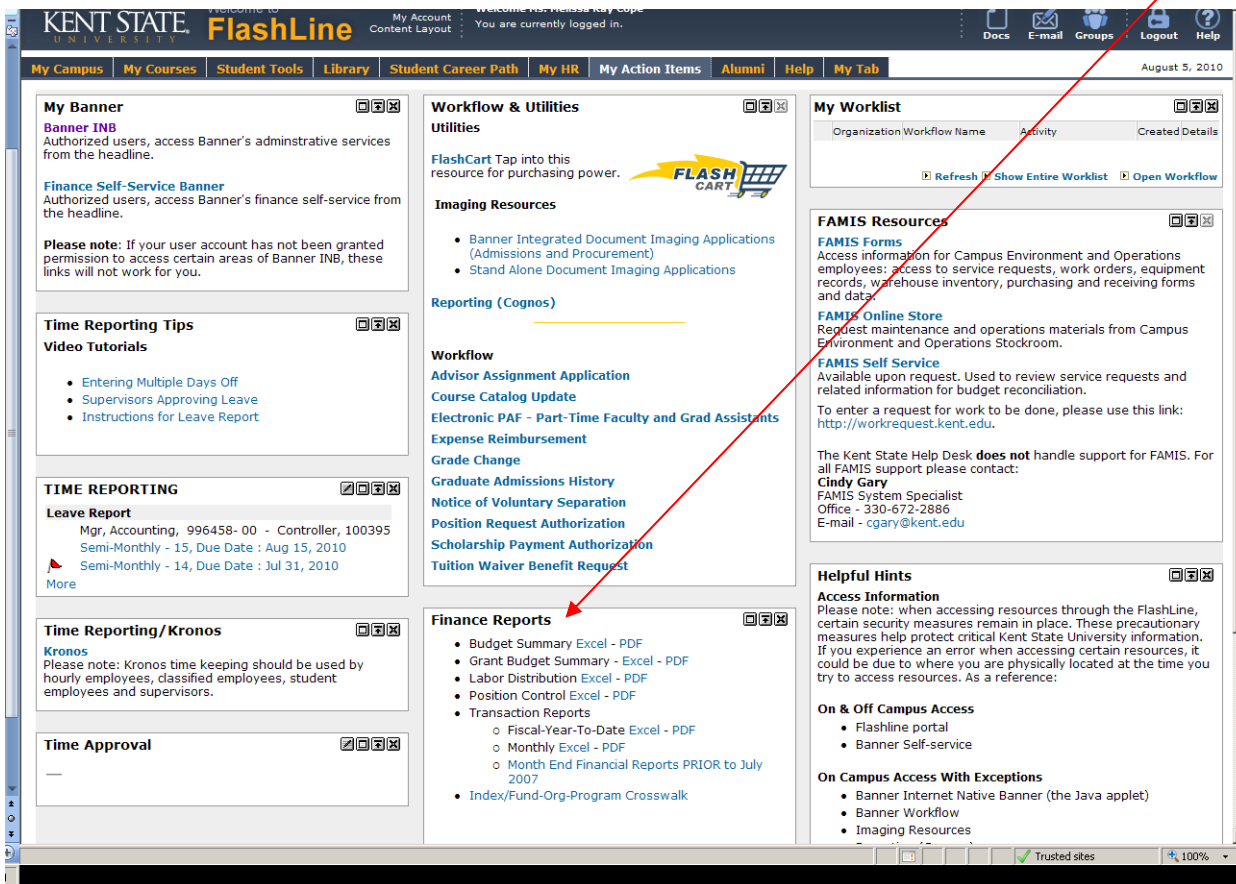 KENT STATE
UNIVERSITY
Welcome to
FlashLine
My Account
Content Layout
Welcome Ms. Melissa Kay Cope
You are currently logged in.
Docs E-mail Groups Logout Help
My Campus My Courses Student Tools Library Student Career Path My HR My Action Items Alumni Help My Tab August 5, 2010
My Banner
Banner INB
Authorized users, access Banner's adminstrative services
from the headline.
Finance Self-Service Banner
Authorized users, access Banner's finance self-service from
the headline.
Please note: If your user account has not been granted
permission to access certain areas of Banner INB, these
links will not work for you.
Time Reporting Tips
Video Tutorials
• Entering Multiple Days Off
• Supervisors Approving Leave
• Instructions for Leave Report
TIME REPORTING
Leave Report
Mgr, Accounting, 996458- 00 - Controller, 100395
Semi-Monthly - 15, Due Date : Aug 15, 2010
Semi-Monthly - 14, Due Date : Jul 31, 2010
More
Time Reporting/Kronos
Kronos
Please note: Kronos time keeping should be used by
hourly employees, classified employees, student
employees and supervisors.
Time Approval
Workflow & Utilities
Utilities
FlashCart Tap into this
resource for purchasing power.
FLASH
CART
Imaging Resources
• Banner Integrated Document Imaging Applications
(Admissions and Procurement)
• Stand Alone Document Imaging Applications
Reporting (Cognos)
Workflow
Advisor Assignment Application
Course Catalog Update
Electronic PAF - Part-Time Faculty and Grad Assistants
Expense Reimbursement
Grade Change
Graduate Admissions History
Notice of Voluntary Separation
Position Request Authorization
Scholarship Payment Authorization
Tuition Waiver Benefit Request
Finance Reports
• Budget Summary Excel - PDF
• Grant Budget Summary - Excel - PDF
• Labor Distribution Excel - PDF
• Position Control Excel - PDF
• Transaction Reports
o Fiscal-Year-To-Date Excel - PDF
o Monthly Excel - PDF
o Month End Financial Reports PRIOR to July
2007
• Index/Fund-Org-Program Crosswalk
My Worklist
Organization Workflow Name Activity Created Details
Refresh Show Entire Worklist Open Workflow
FAMIS Resources
FAMIS Forms
Access information for Campus Environment and Operations
employees: access to service requests, work orders, equipment
records, warehouse inventory, purchasing and receiving forms
and data.
FAMIS Online Store
Request maintenance and operations materials from Campus
Environment and Operations Stockroom.
FAMIS Self Service
Available upon request. Used to review service requests and
related information for budget reconciliation.
To enter a request for work to be done, please use this link:
http://workrequest.kent.edu.
The Kent State Help Desk does not handle support for FAMIS. For
all FAMIS support please contact:
Cindy Gary
FAMIS System Specialist
Office - 330-672-2886
E-mail - cgary@kent.edu
Helpful Hints
Access Information
Please note: when accessing resources through the FlashLine,
certain security measures remain in place. These precautionary
measures help protect critical Kent State University information.
If you experience an error when accessing certain resources, it
could be due to where you are physically located at the time you
try to access resources. As a reference:
On & Off Campus Access
• Flashline portal
• Banner Self-service
On Campus Access With Exceptions
• Banner Internet Native Banner (the Java applet)
• Banner Workflow
• Imaging Resources
Trusted sites 100%